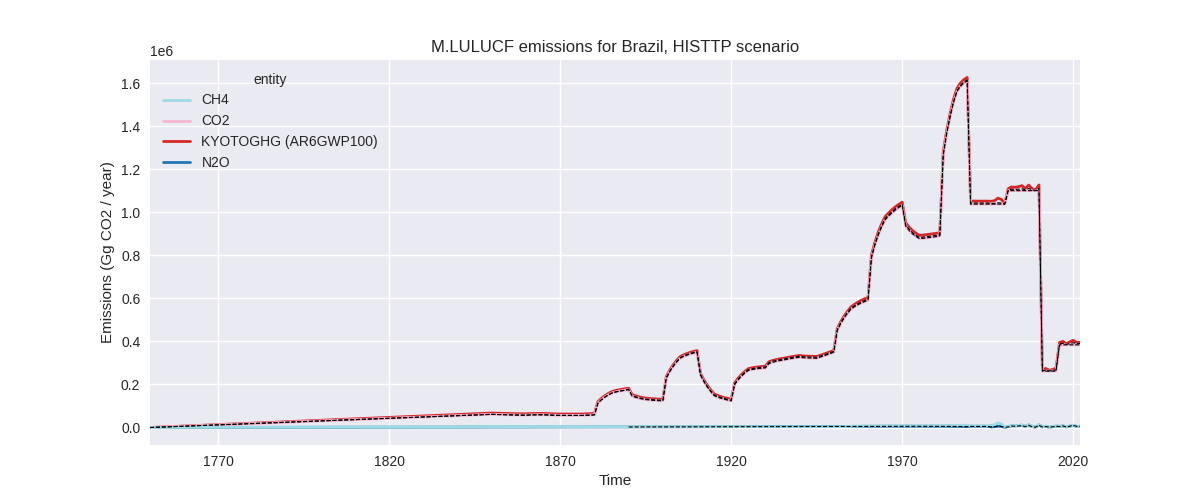 M.LULUCF emissions for Brazil, HISTTP scenario
1e6
entity
CH4
CO2
KYOTOGHG (AR6GWP100)
N2O
Emissions (Gg CO2 / year)
1.6
1.4
1.2
1.0
0.8
0.6
0.4
0.2
0.0
1770
1820
1870
1920
1970
2020
Time